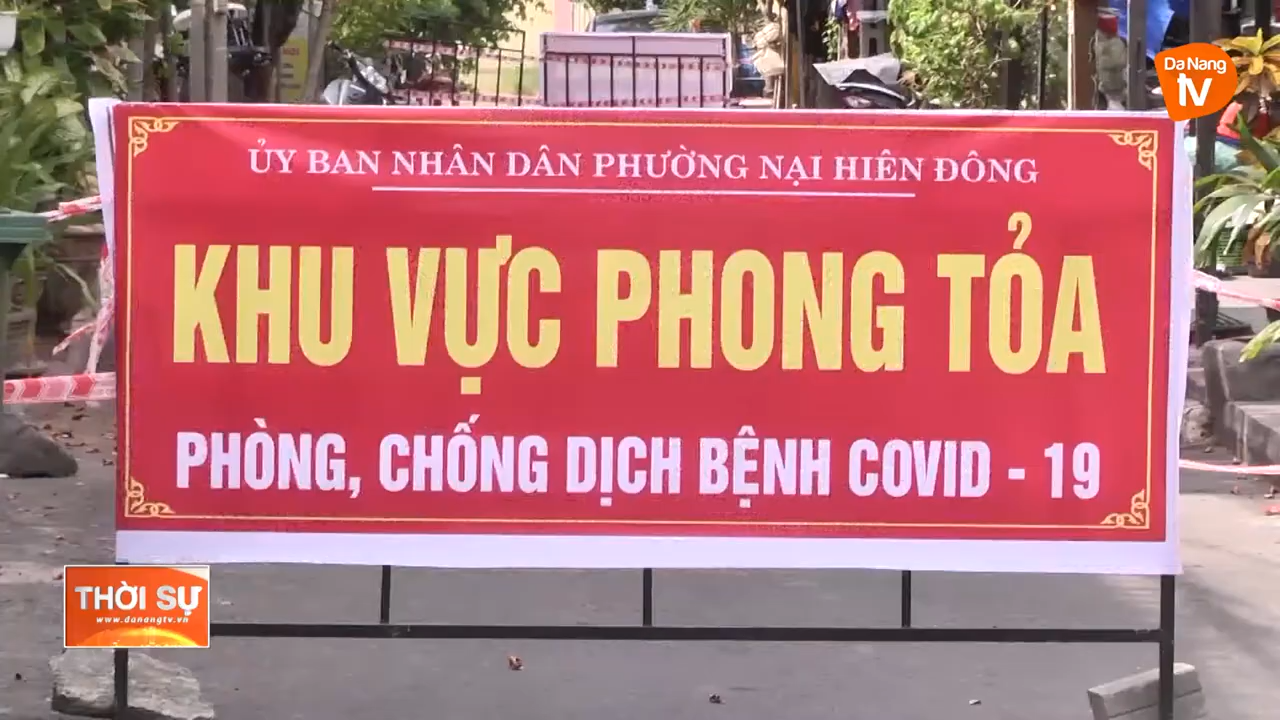 Da Nang
tv
ỦY BAN NHÂN DÂN PHƯỜNG NẠI HIÊN ĐÔNG
KHU VỰC PHONG TỎA
PHÒNG, CHỐNG DỊCH BỆNH COVID - 19
THỜI SỰ
www.danangtv.vn